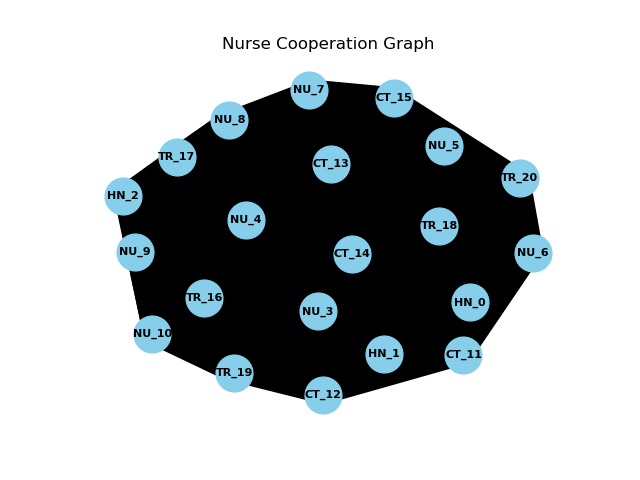 Nurse Cooperation Graph
NU_7
CT_15
NU_8
NU_5
TR_17
CT_13
TR_20
HN_2
NU_4
TR_18
NU_9
CT_14
NU_6
TR_16
HN_0
NU_3
NU_10
HN_1
CT_11
TR_19
CT_12